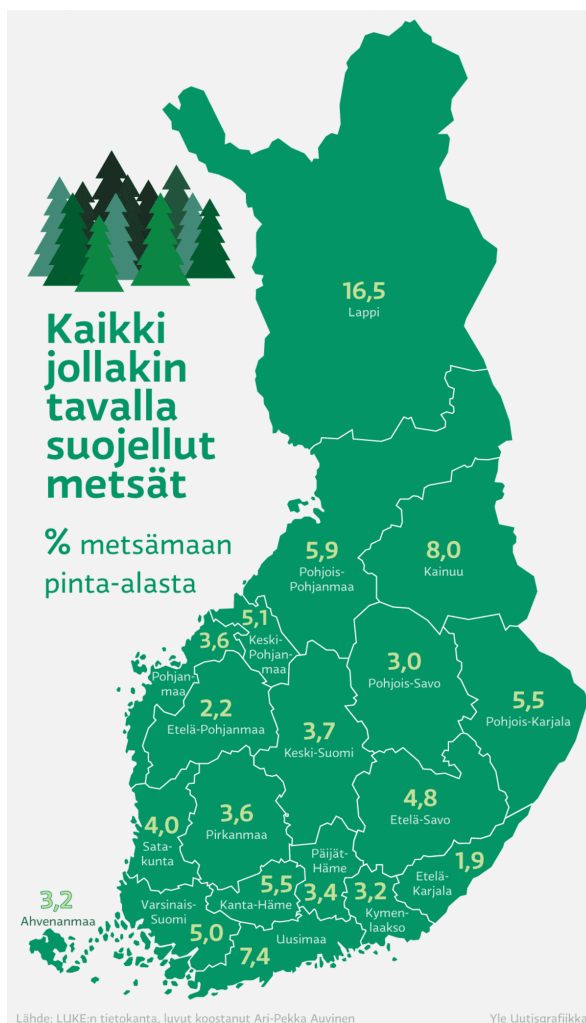 Kaikki
jollakin
tavalla
suojellut
metsät
% metsämaan
pinta-alasta
16,5
Lappi
5,9
Pohjois-
Pohjanmaa
8,0
Kainuu
5,1
Keski-
Pohjan-
maa
3,6
Pohjan-
maa
2,2
Etelä-Pohjanmaa
3,7
Keski-Suomi
3,0
Pohjois-Savo
5,5
Pohjois-Karjala
4,0
Sata-
kunta
3,6
Pirkanmaa
4,8
Etelä-Savo
Päijät-
Häme
3,4
1,9
Etelä-
Karjala
3,2
Ahvenanmaa
Varsinais-
Suomi
5,0
5,5
Kanta-Häme
3,2
Kymen-
laakso
7,4
Uusimaa
Lähde: LUKE:n tietokanta, luvut koostanut Ari-Pekka Auvinen
Yle Uutisgrafiikka